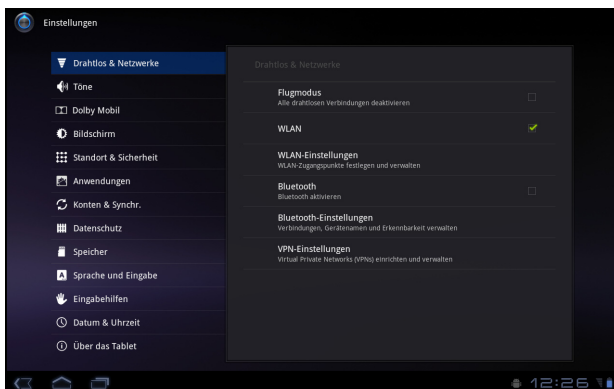 Einstellungen
Drahtlos & Netzwerke
Töne
Dolby Mobil
Bildschirm
Standort & Sicherheit
Anwendungen
Konten & Synchr.
Datenschutz
Speicher
Sprache und Eingabe
Eingabehilfen
Datum & Uhrzeit
Über das Tablet
Drahtlos & Netzwerke
Flugmodus
Alle drahtlosen Verbindungen deaktivieren
WLAN
WLAN-Einstellungen
WLAN-Zugangspunkte festlegen und verwalten
Bluetooth
Bluetooth aktivieren
Bluetooth-Einstellungen
Verbindungen, Gerätenamen und Erkennbarkeit verwalten
VPN-Einstellungen
Virtual Private Networks (VPNs) einrichten und verwalten
12:26